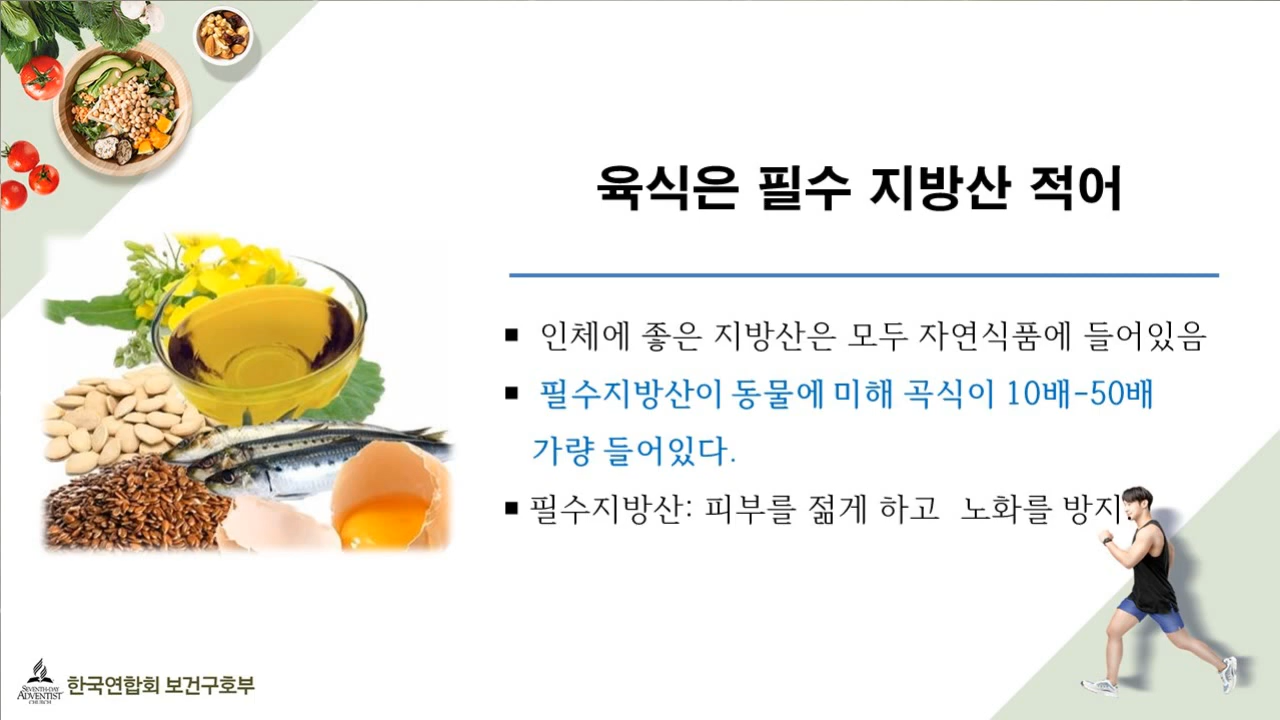 육식은 필수 지방산 적어
▪ 인체에 좋은 지방산은 모두 자연식품에 들어있음
▪ 필수지방산이 동물에 미해 곡식이 10배-50배
가량 들어있다.
▪ 필수지방산: 피부를 젊게 하고 노화를 방지
SEVENTH-DAY
ADVENTIST
CHURCH
한국연합회 보건구호부